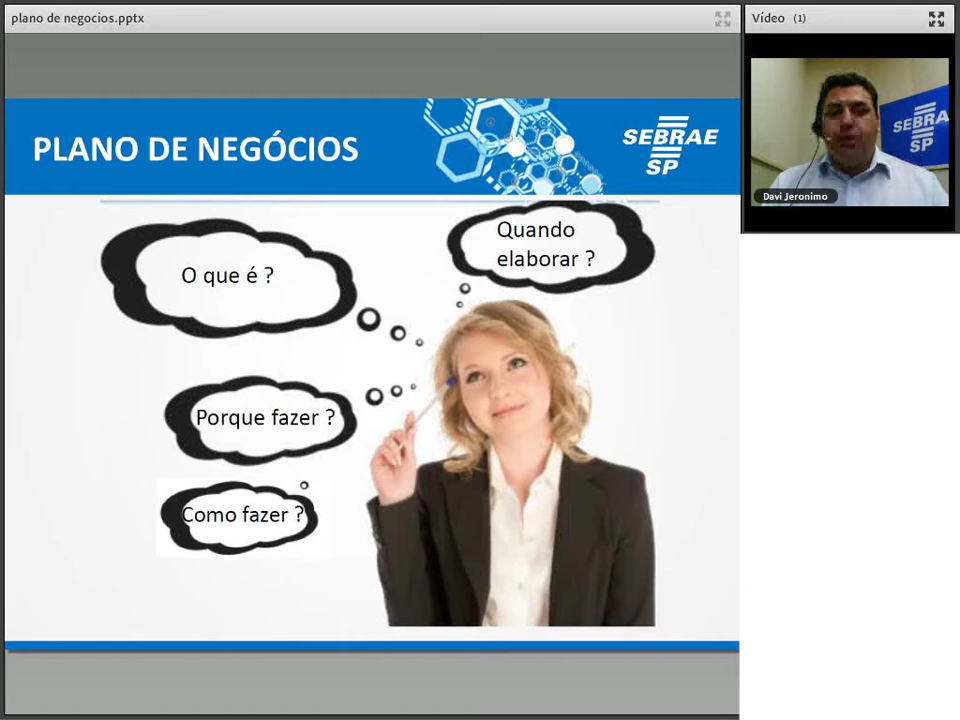 plano de negocios.pptx
Vídeo (1)
PLANO DE NEGÓCIOS
SEBRAE
SP
SEBRAE
SP
Davi Jeronimo
O que é ?
Quando
elaborar ?
Porque fazer ?
Como fazer ?